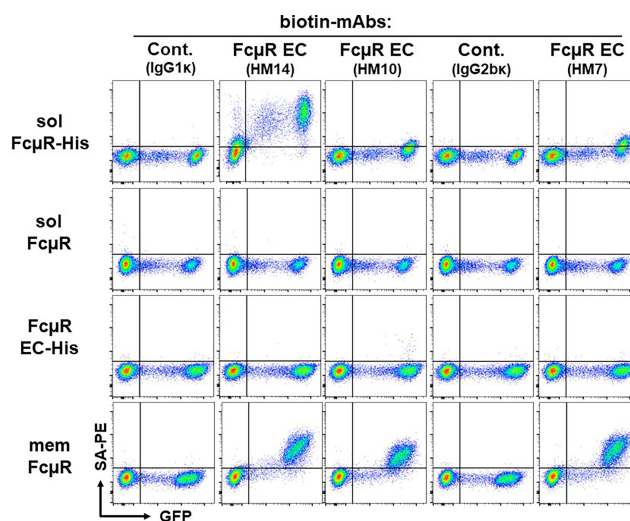 biotin-mAbs:
Cont. FcμR EC FcμR EC Cont. FcμR EC
(IgG1κ) (HM14) (HM10) (IgG2bκ) (HM7)
sol
FcμR-His
sol
FcμR
FcμR
EC-His
mem
FcμR
SA-PE
GFP